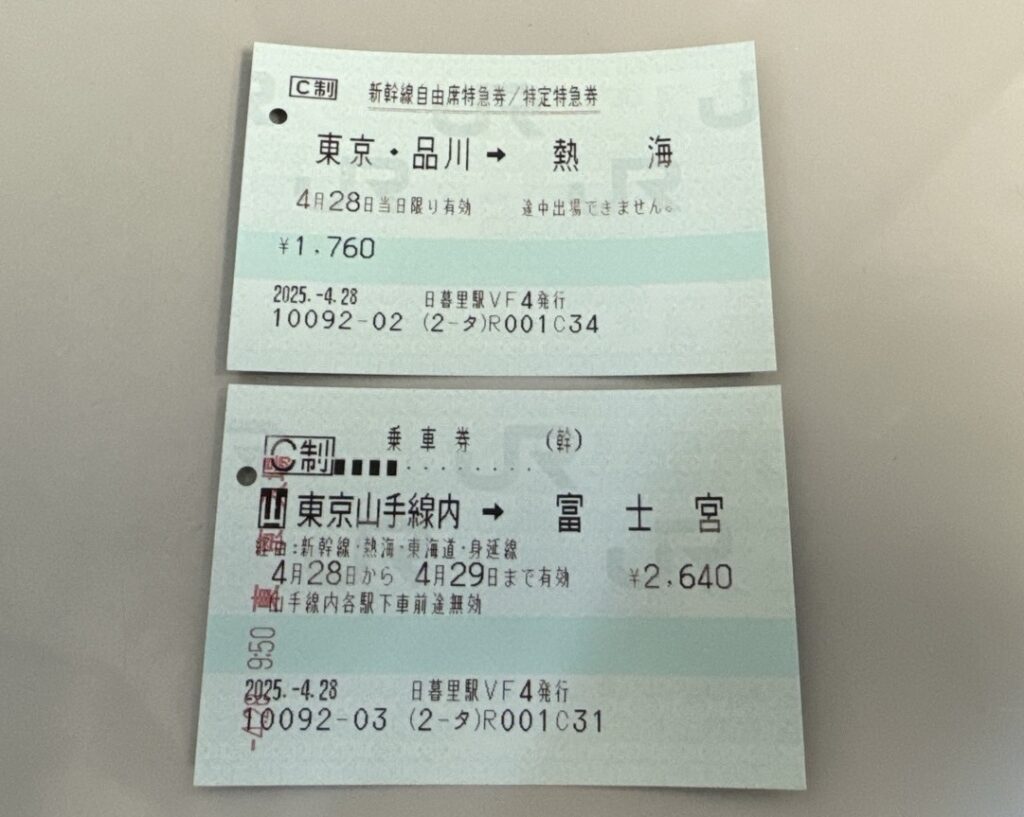 C制 新幹線自由席特急券/特定特急券
東京・品川 → 熱海
4月28日当日限り有効 途中出場できません。
¥1,760
2025.-4.28 日暮里駅VF4発行
10092-02 (2-タ)R001C34
乗車券 (幹)
C制
山 東京山手線内 → 富士宮
経由:新幹線・熱海・東海道・身延線
4月28日から 4月29日まで有効 ¥2,640
山手線内各駅下車前途無効
2025.-4.28 日暮里駅VF4発行
10092-03 (2-タ)R001C31
-4.28 9:50